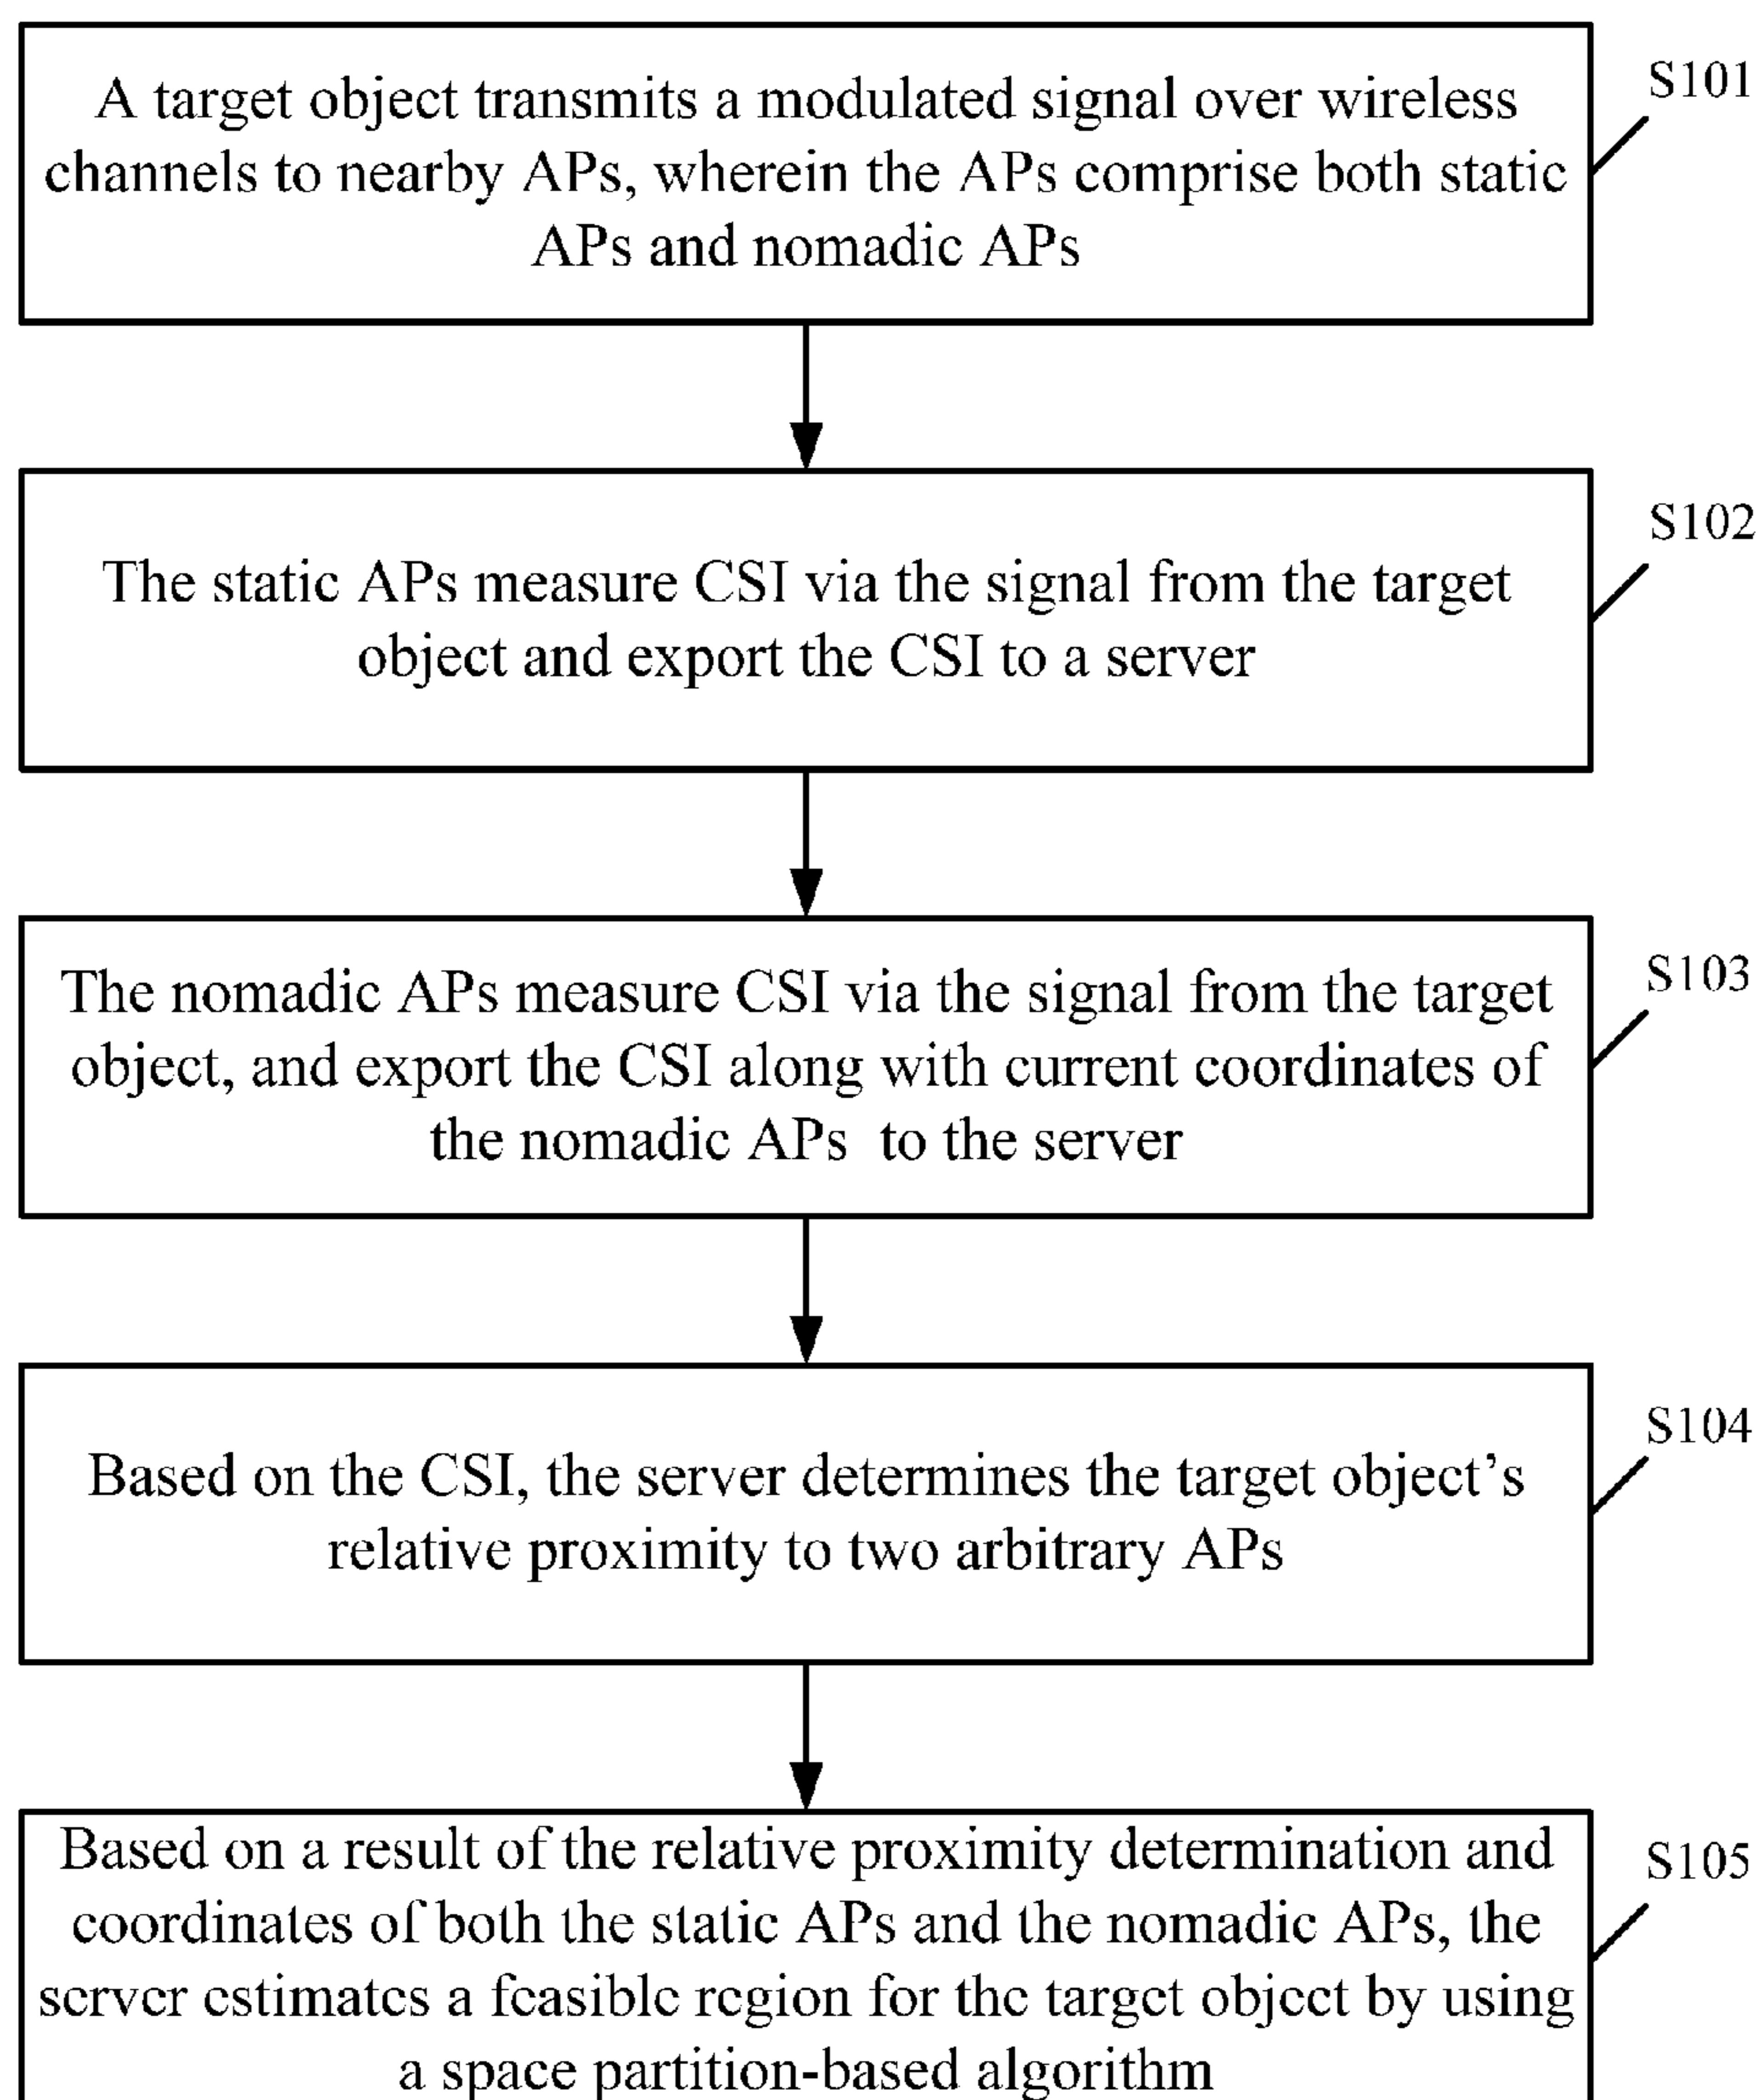 A target object transmits a modulated signal over wireless
channels to nearby APs, wherein the APs comprise both static
APs and nomadic APs
S101
The static APs measure CSI via the signal from the target
object and export the CSI to a server
S102
The nomadic APs measure CSI via the signal from the target
object, and export the CSI along with current coordinates of
the nomadic APs to the server
S103
Based on the CSI, the server determines the target object’s
relative proximity to two arbitrary APs
S104
Based on a result of the relative proximity determination and
coordinates of both the static APs and the nomadic APs, the
server estimates a feasible region for the target object by using
a space partition-based algorithm
S105